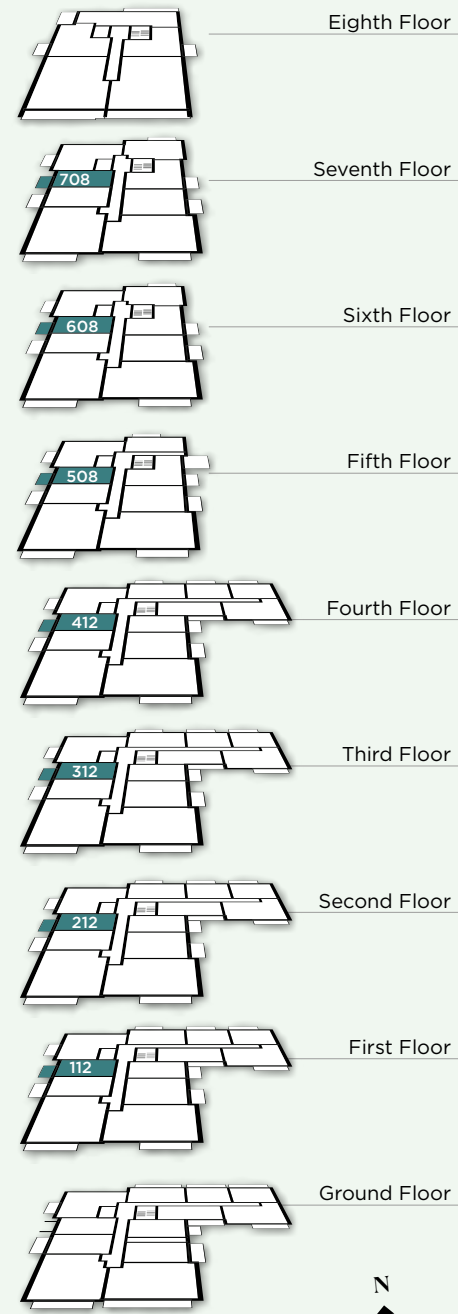 Eighth Floor
Seventh Floor
708
Sixth Floor
608
Fifth Floor
508
Fourth Floor
412
Third Floor
312
Second Floor
212
First Floor
112
Ground Floor
N